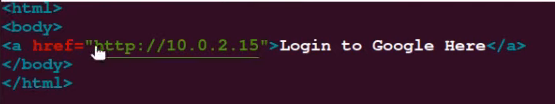 <html>
<body>
<a href="http://10.0.2.15">Login to Google Here</a>
</body>
</html>